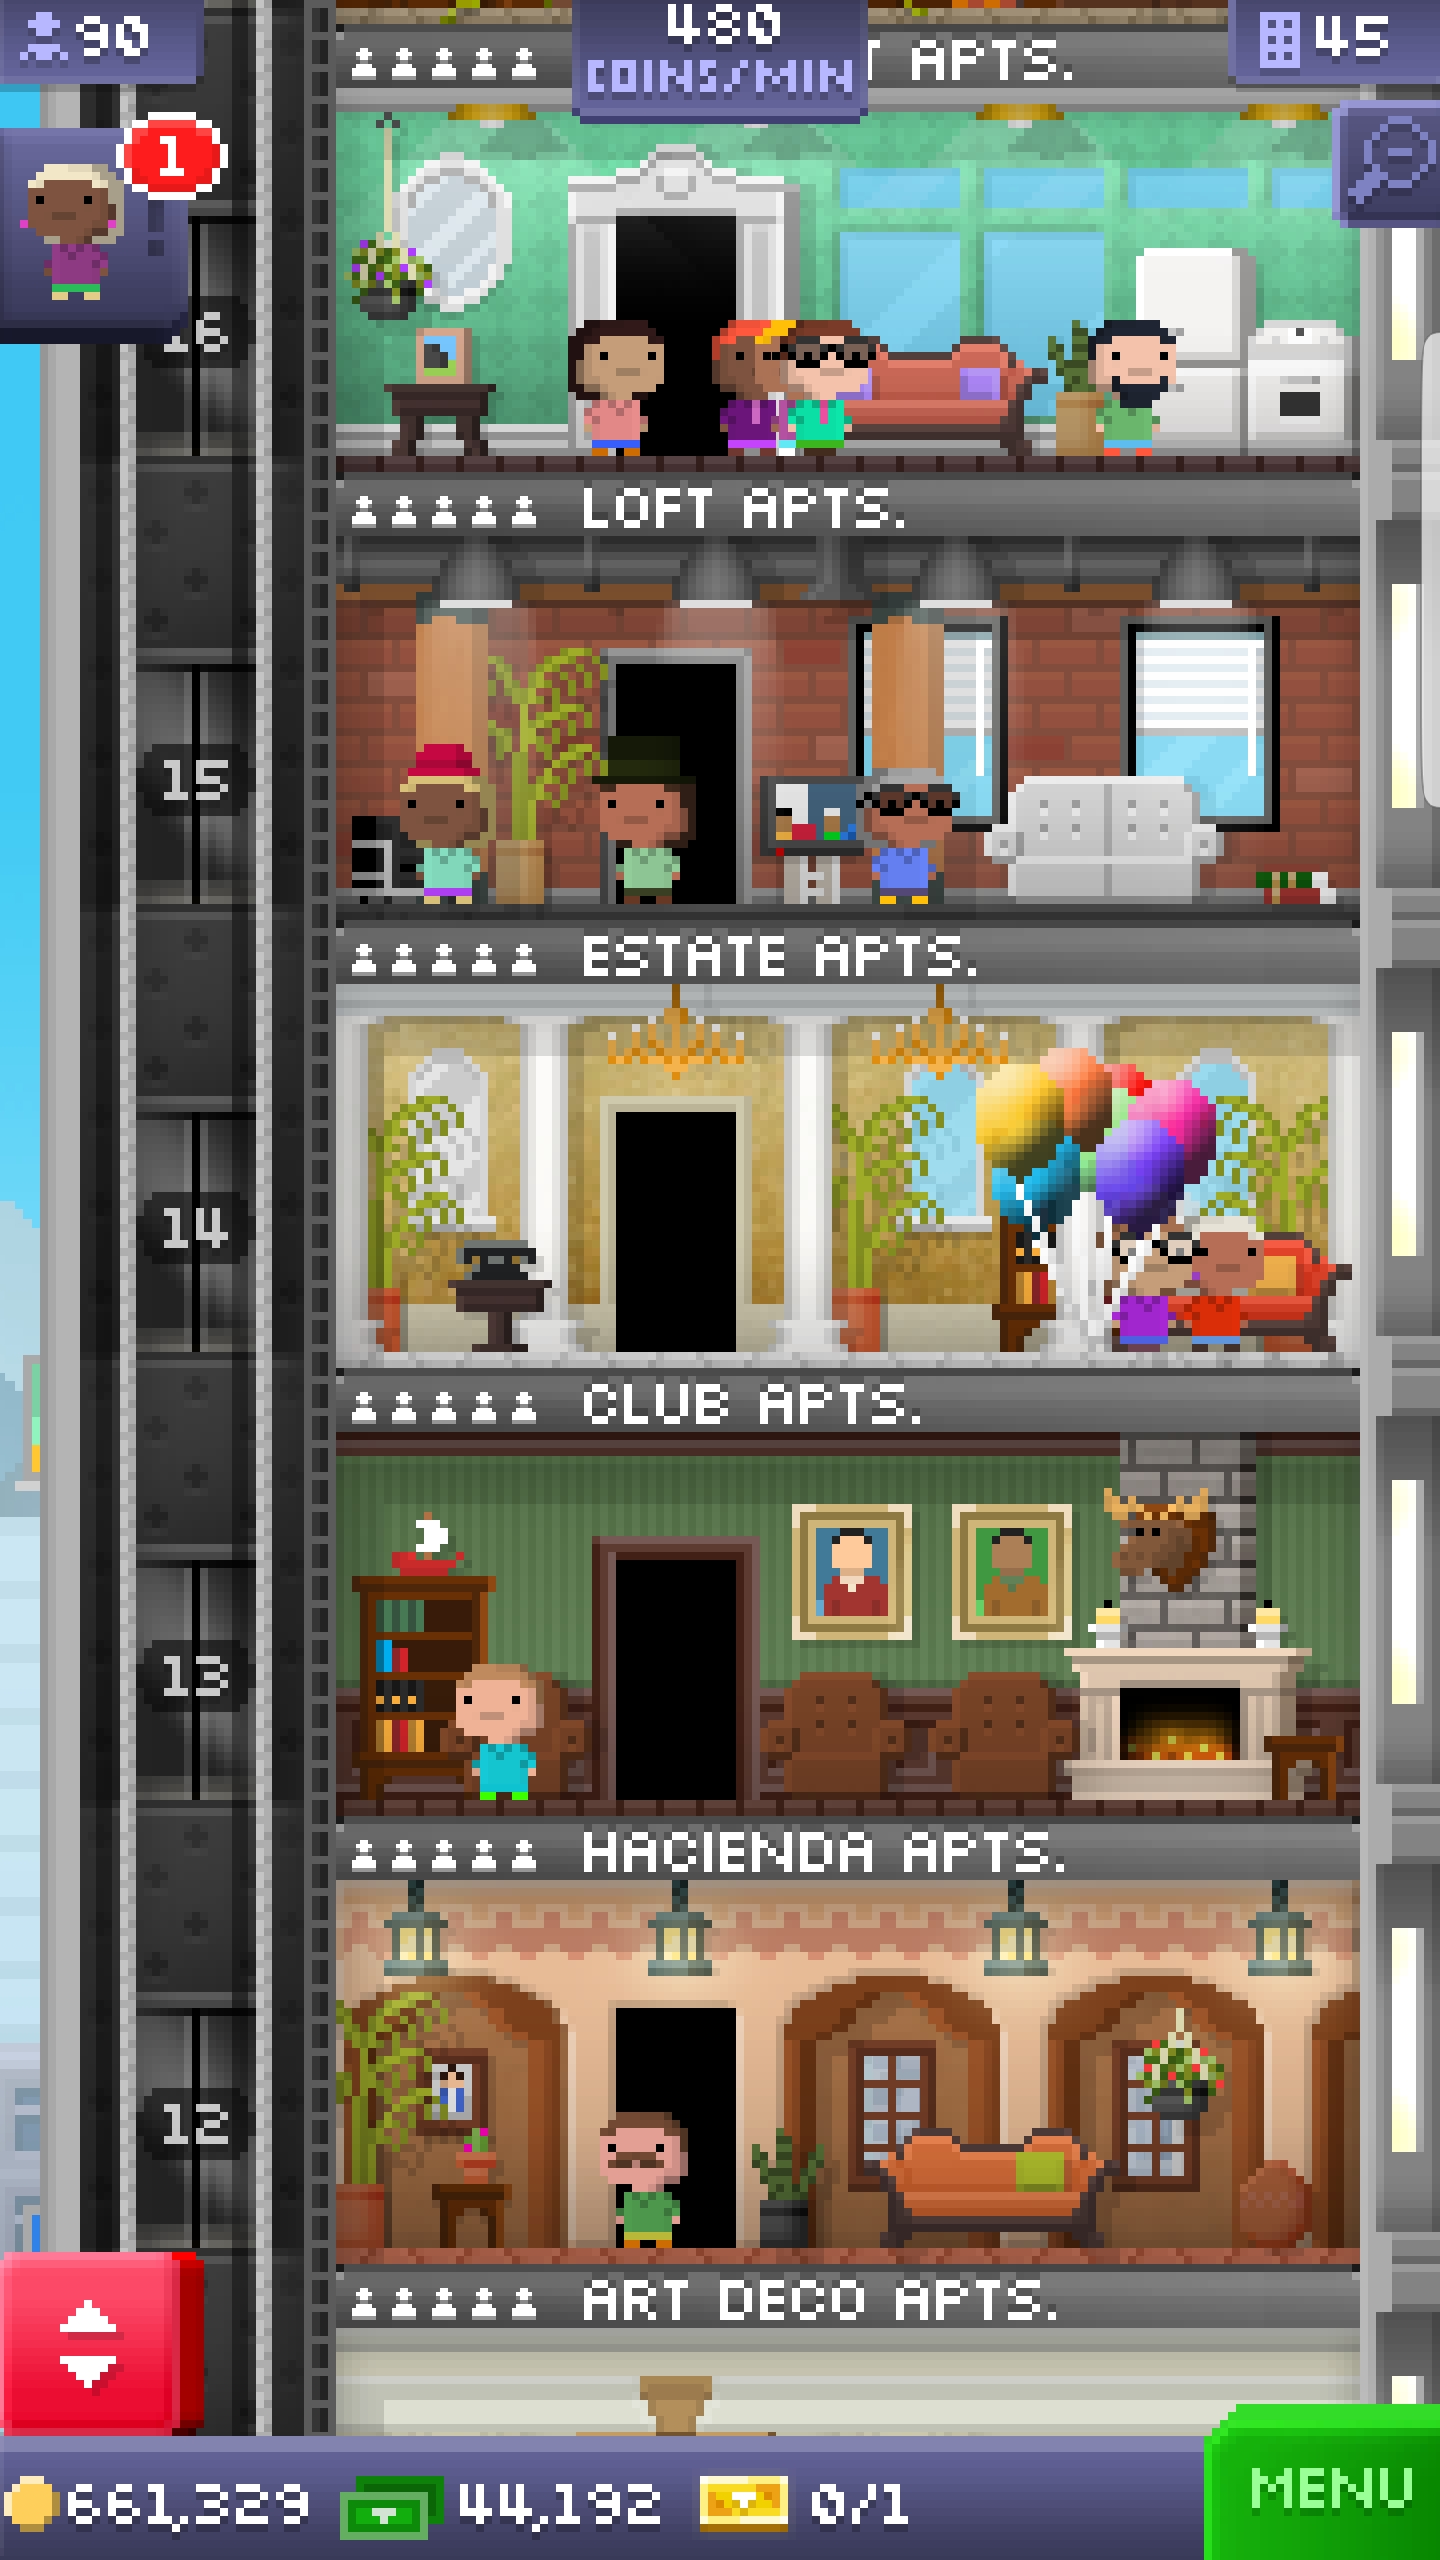 90
480
COINS/MIN
T APTS.
45
1
16
LOFT APTS.
15
ESTATE APTS.
14
CLUB APTS.
13
HACIENDA APTS.
12
ART DECO APTS.
661,329
44,192
0/1
MENU